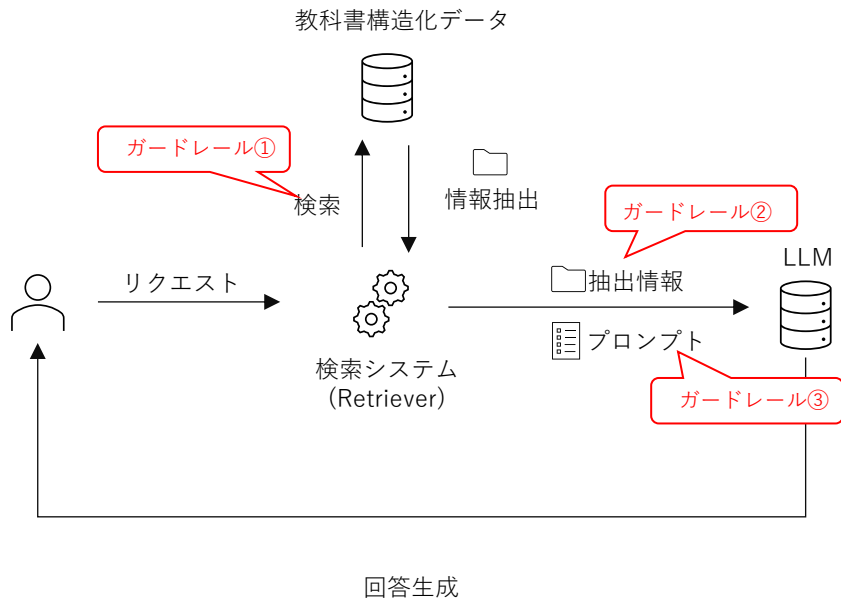 教科書構造化データ
ガードレール①
検索
情報抽出
ガードレール②
リクエスト
抽出情報
LLM
プロンプト
検索システム
(Retriever)
ガードレール③
回答生成